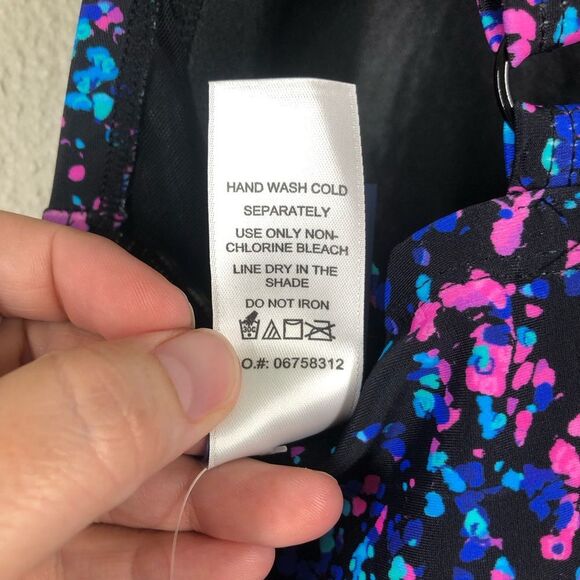 HAND WASH COLD
SEPARATELY
USE ONLY NON-
CHLORINE BLEACH
LINE DRY IN THE
SHADE
DO NOT IRON
O.#: 06758312